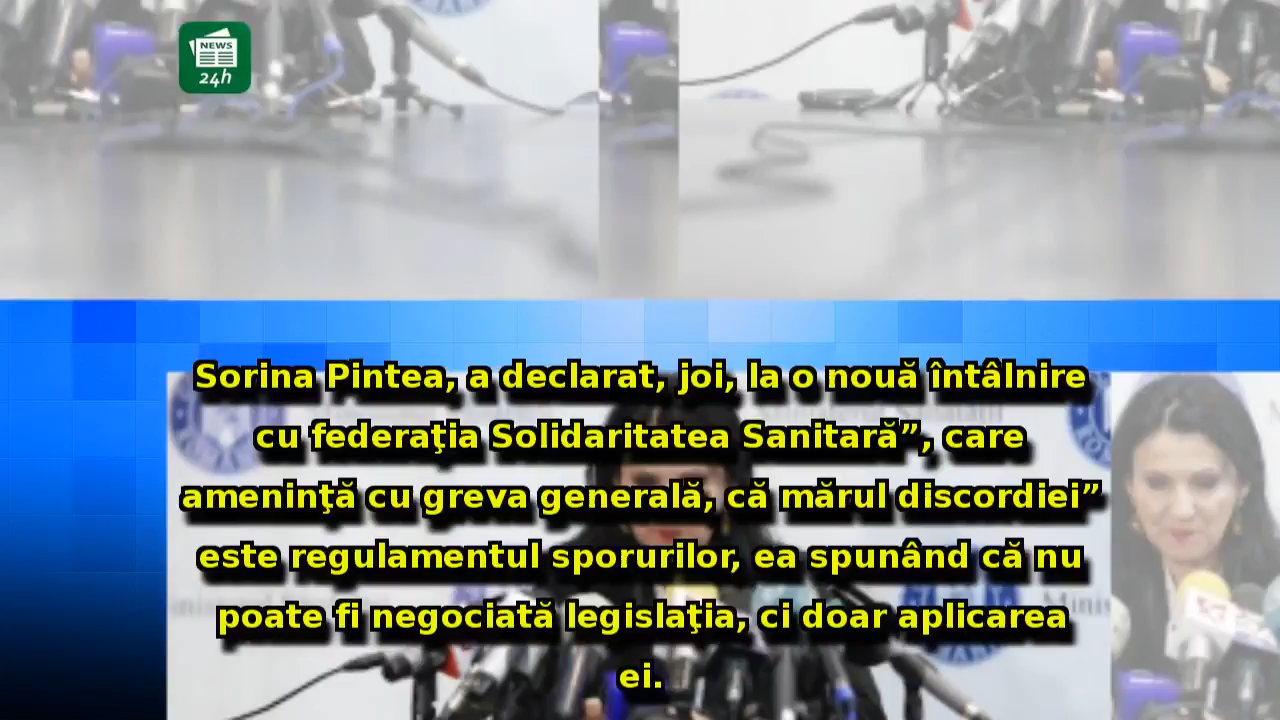 NEWS
24h
Sorina Pintea, a declarat, joi, la o nouă întâlnire
cu federaţia Solidaritatea Sanitară”, care
ameninţă cu greva generală, că mărul discordiei”
este regulamentul sporurilor, ea spunând că nu
poate fi negociată legislaţia, ci doar aplicarea
ei.